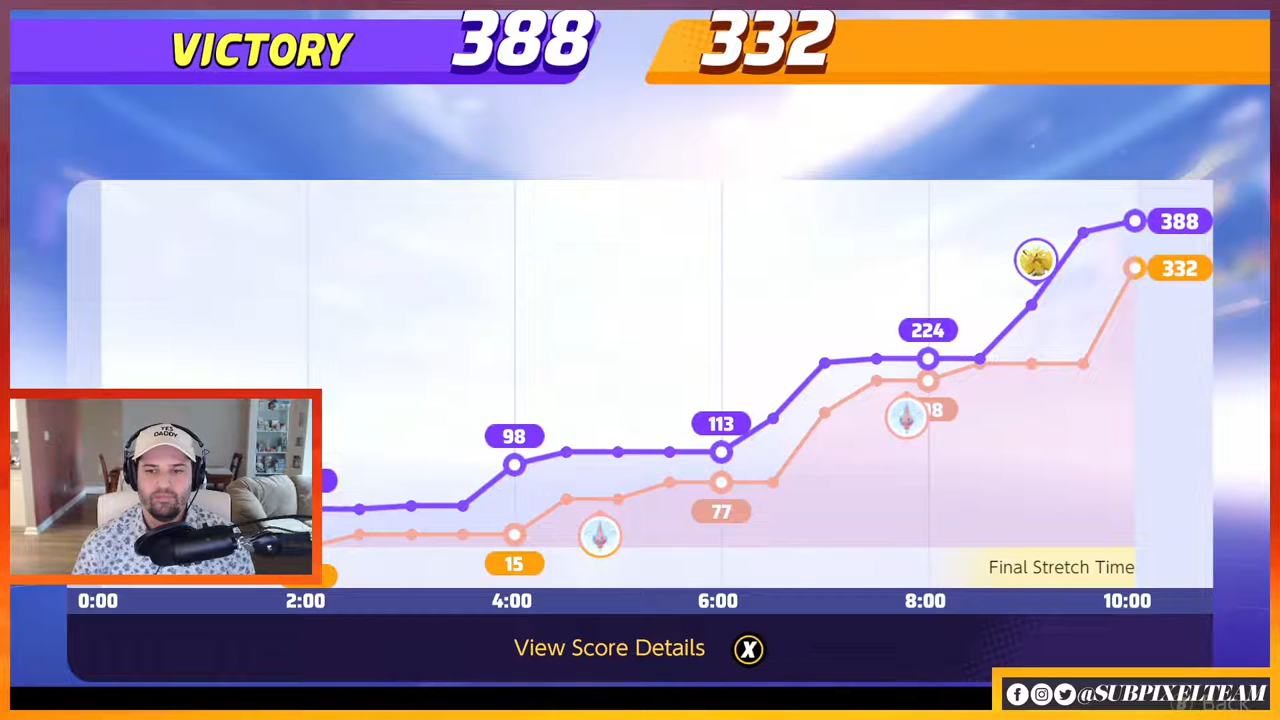 VICTORY 388 332
388
332
224
98
113
77
15
YES DADDY
Final Stretch Time
0:00 2:00 4:00 6:00 8:00 10:00
View Score Details X
@SUBPIXELTEAM
Back